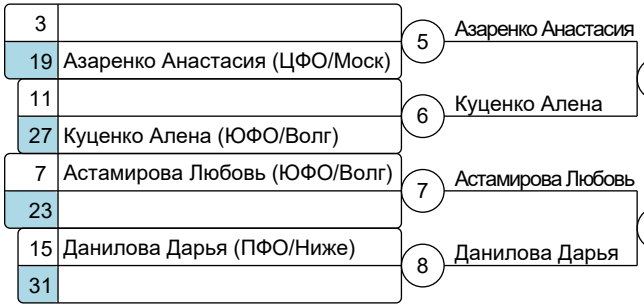 3
5
Азаренко Анастасия
19 Азаренко Анастасия (ЦФО/Моск)
11
6
Куценко Алена
27 Куценко Алена (ЮФО/Волг)
7 Астамирова Любовь (ЮФО/Волг)
7
Астамирова Любовь
23
15 Данилова Дарья (ПФО/Ниже)
8
Данилова Дарья
31